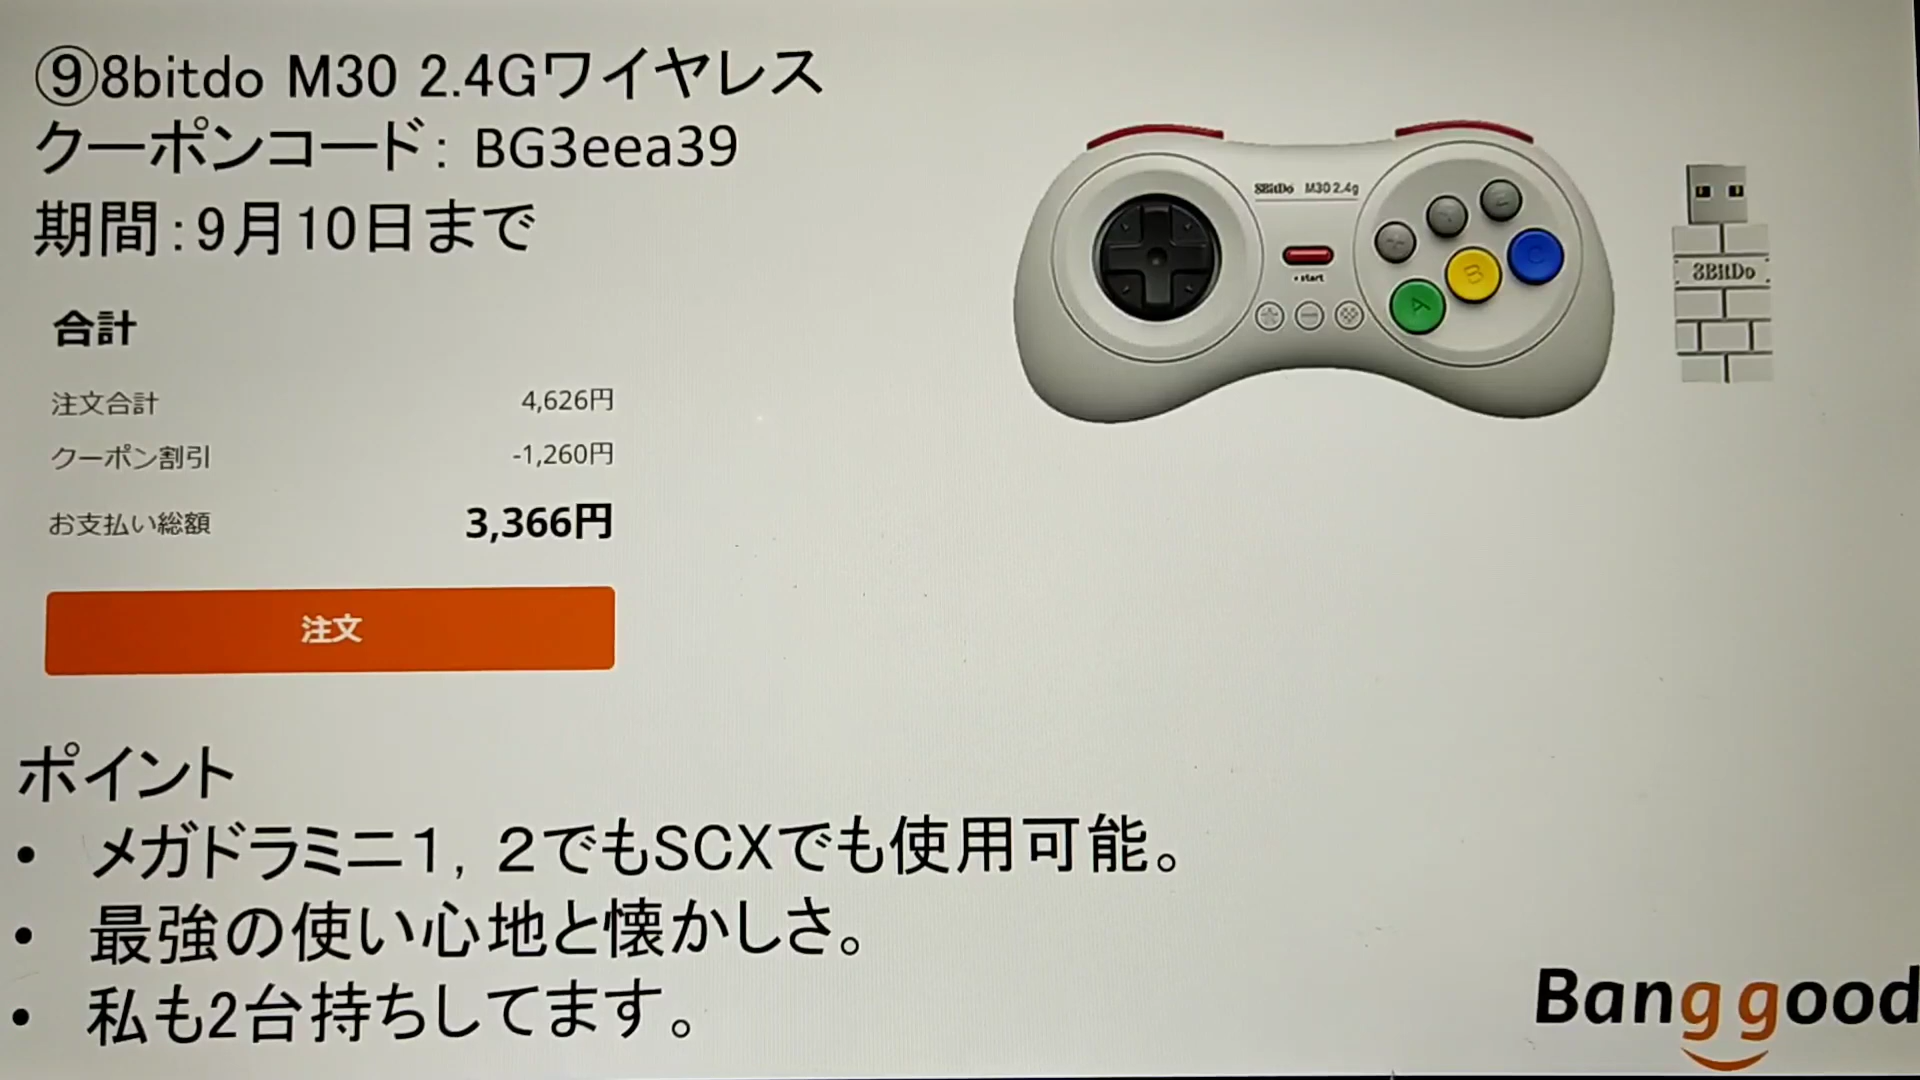 ⑨8bitdo M30 2.4Gワイヤレス
クーポンコード：BG3eea39
期間：9月10日まで
合計
注文合計 4,626円
クーポン割引 -1,260円
お支払い総額 3,366円
注文
8BitDo M30 2.4g
start
A
B
C
8BitDo
ポイント
• メガドラミニ１，２でもSCXでも使用可能。
• 最強の使い心地と懐かしさ。
• 私も2台持ちしてます。
Banggood